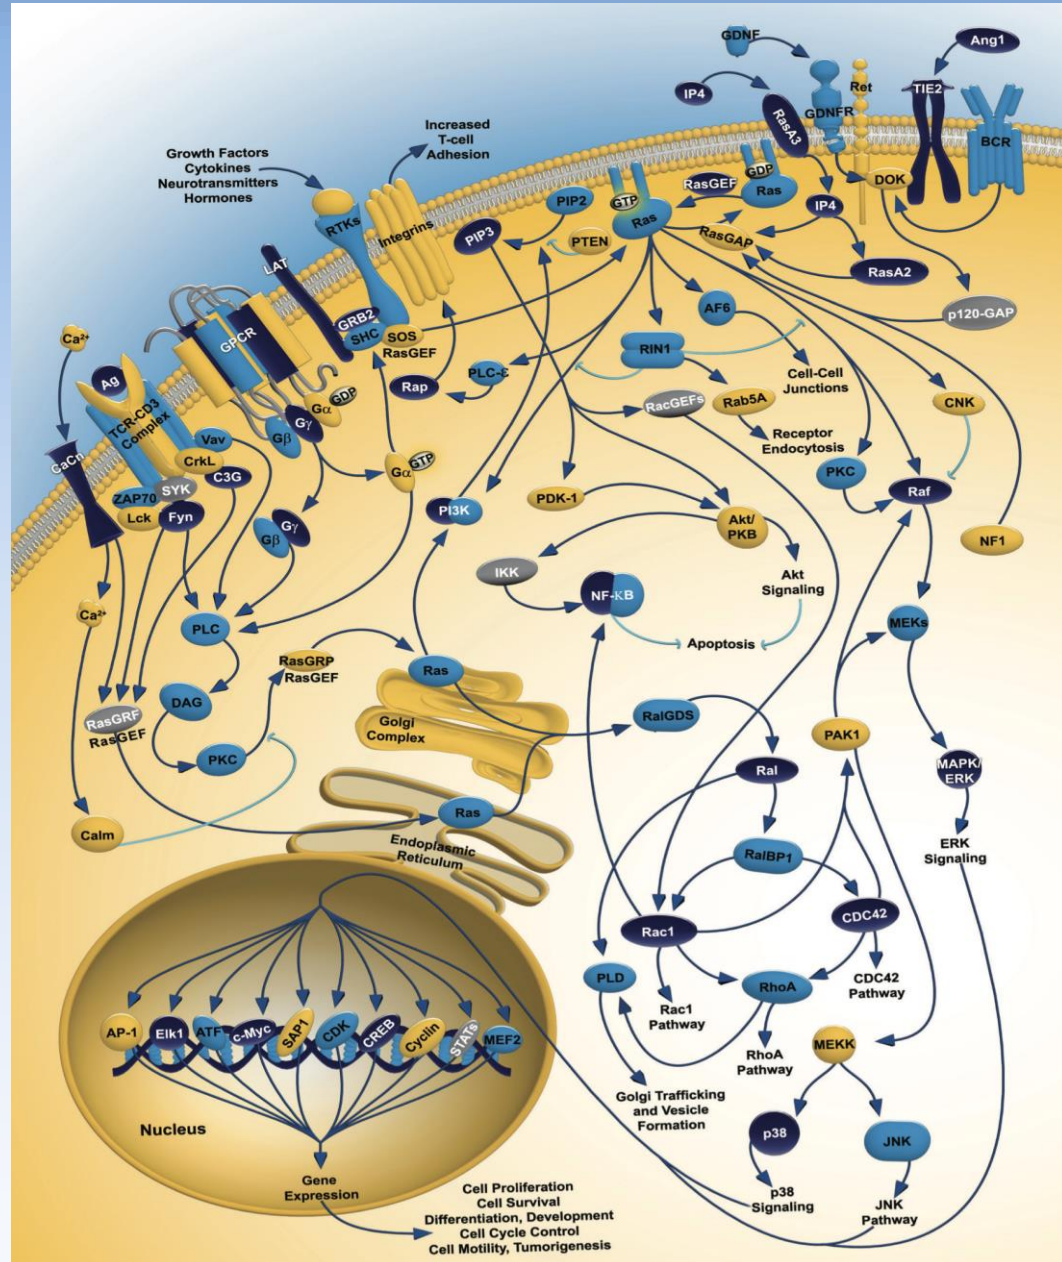 GDNF
Ang1
IP4
RasA3
GDNFR
Ret
TIE2
BCR
Increased
T-cell
Adhesion
Growth Factors
Cytokines
Neurotransmitters
Hormones
RTKs
Integrins
PIP3
PIP2
PTEN
GTP
Ras
RasGEF
GDP
Ras
RasGAP
IP4
DOK
RasA2
p120-GAP
LAT
GRB2
SHC
SOS
RasGEF
GPCR
Ca2+
Ag
TCR-CD3
Complex
CaCn
Vav
CrkL
C3G
ZAP70
SYK
Lck
Fyn
Gβ
Gγ
Gα
GDP
Rap
PLC-ε
AF6
RIN1
Cell-Cell
Junctions
RacGEFs
Rab5A
Receptor
Endocytosis
CNK
PKC
Raf
NF1
Gα
GTP
Gβ
Gγ
PI3K
PDK-1
Akt/
PKB
IKK
NF-κB
Akt
Signaling
Apoptosis
MEKs
Ca2+
PLC
RasGRP
RasGEF
Ras
DAG
RasGRF
RasGEF
PKC
Golgi
Complex
RalGDS
PAK1
Ral
MAPK/
ERK
Calm
Ras
Endoplasmic
Reticulum
RalBP1
ERK
Signaling
Rac1
CDC42
PLD
RhoA
CDC42
Pathway
Rac1
Pathway
RhoA
Pathway
MEKK
AP-1
Elk1
ATF
c-Myc
SAP1
CDK
CREB
Cyclin
STATs
MEF2
Nucleus
Golgi Trafficking
and Vesicle
Formation
p38
JNK
Gene
Expression
p38
Signaling
JNK
Pathway
Cell Proliferation
Cell Survival
Differentiation, Development
Cell Cycle Control
Cell Motility, Tumorigenesis